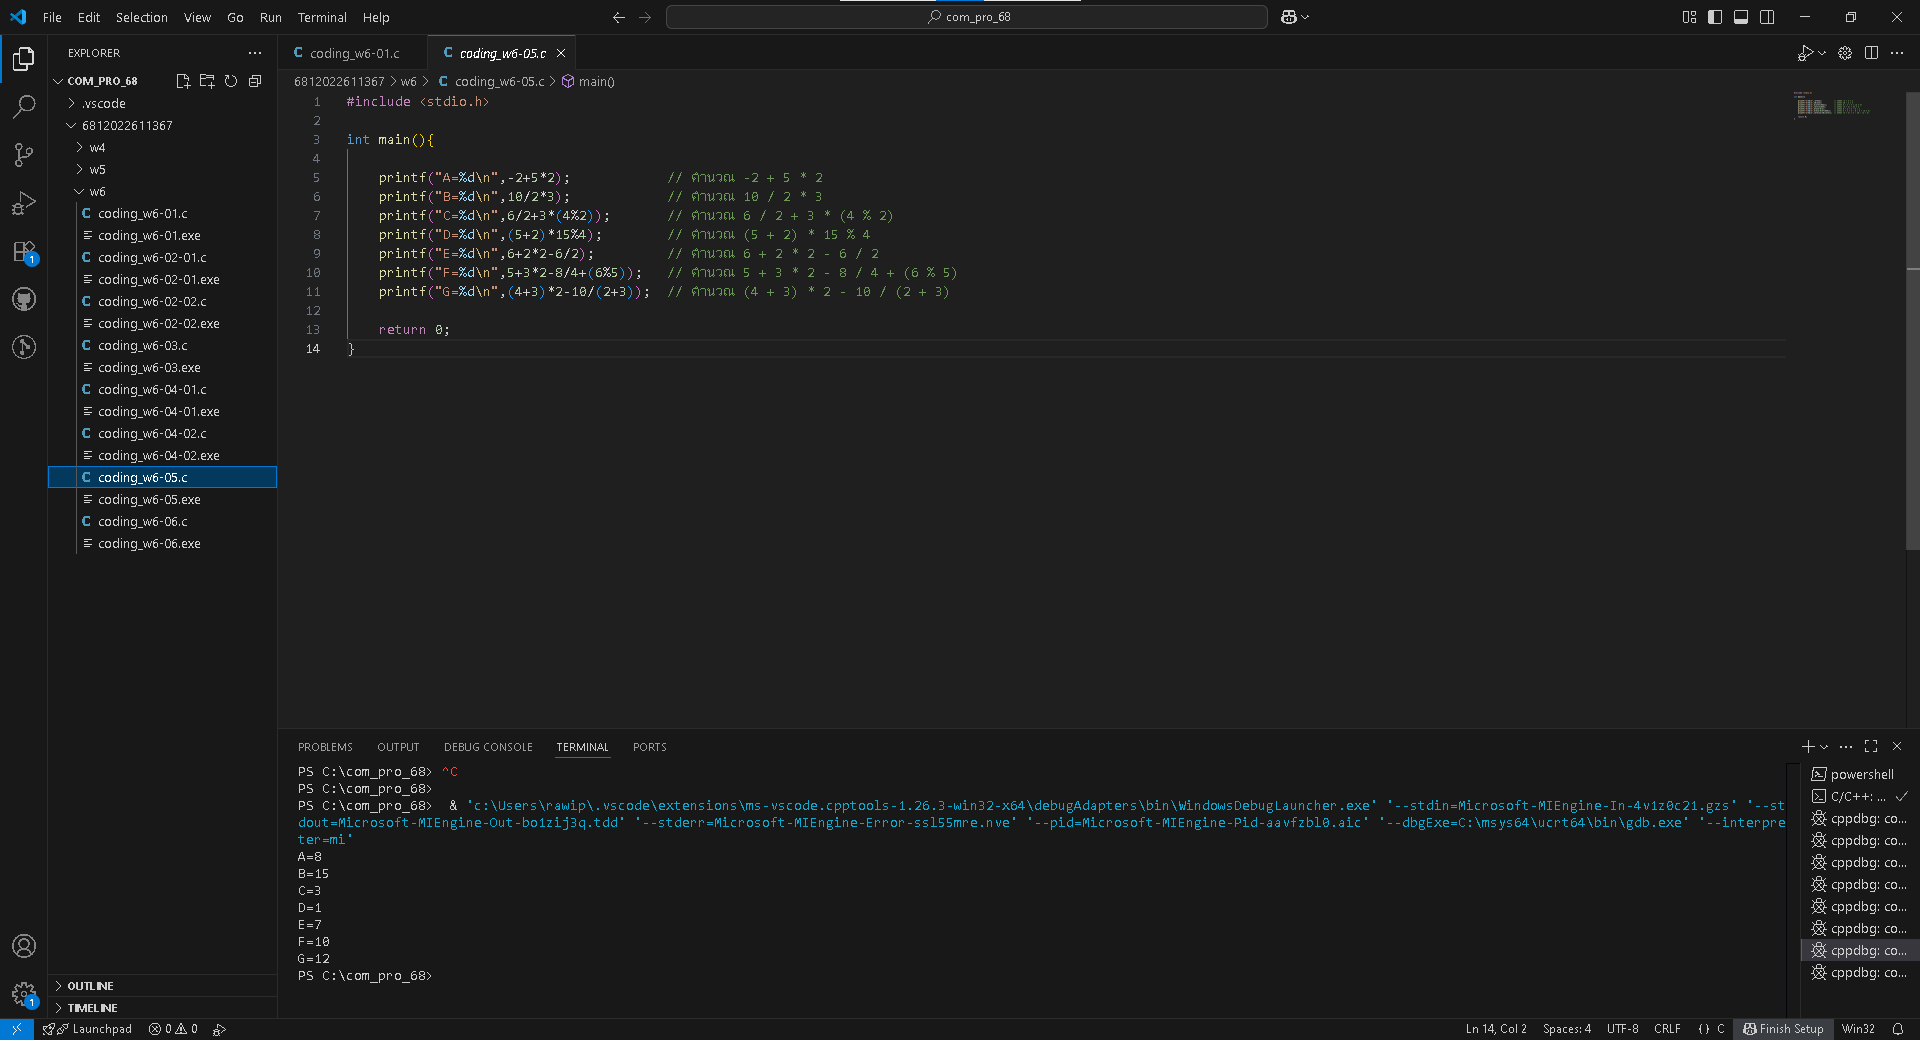 File Edit Selection View Go Run Terminal Help
com_pro_68
EXPLORER
COM_PRO_68
.vscode
6812022611367
w4
w5
w6
coding_w6-01.c
coding_w6-01.exe
coding_w6-02-01.c
coding_w6-02-01.exe
coding_w6-02-02.c
coding_w6-02-02.exe
coding_w6-03.c
coding_w6-03.exe
coding_w6-04-01.c
coding_w6-04-01.exe
coding_w6-04-02.c
coding_w6-04-02.exe
coding_w6-05.c
coding_w6-05.exe
coding_w6-06.c
coding_w6-06.exe
OUTLINE
TIMELINE
1
1
C coding_w6-01.c C coding_w6-05.c
6812022611367 > w6 > C coding_w6-05.c > main()
1 #include <stdio.h>
2
3 int main(){
4
5 printf("A=%d\n",-2+5*2); // คำนวณ -2 + 5 * 2
6 printf("B=%d\n",10/2*3); // คำนวณ 10 / 2 * 3
7 printf("C=%d\n",6/2+3*(4%2)); // คำนวณ 6 / 2 + 3 * (4 % 2)
8 printf("D=%d\n",(5+2)*15%4); // คำนวณ (5 + 2) * 15 % 4
9 printf("E=%d\n",6+2*2-6/2); // คำนวณ 6 + 2 * 2 - 6 / 2
10 printf("F=%d\n",5+3*2-8/4+(6%5)); // คำนวณ 5 + 3 * 2 - 8 / 4 + (6 % 5)
11 printf("G=%d\n",(4+3)*2-10/(2+3)); // คำนวณ (4 + 3) * 2 - 10 / (2 + 3)
12
13 return 0;
14 }
PROBLEMS OUTPUT DEBUG CONSOLE TERMINAL PORTS
PS C:\com_pro_68> ^C
PS C:\com_pro_68>
PS C:\com_pro_68> & 'c:\Users\rawip\.vscode\extensions\ms-vscode.cpptools-1.26.3-win32-x64\debugAdapters\bin\WindowsDebugLauncher.exe' '--stdin=Microsoft-MIEngine-In-4v1z0c21.gzs' '--st
dout=Microsoft-MIEngine-Out-bo1zij3q.tdd' '--stderr=Microsoft-MIEngine-Error-ssl55mre.nve' '--pid=Microsoft-MIEngine-Pid-aavfzbl0.aic' '--dbgExe=C:\msys64\ucrt64\bin\gdb.exe' '--interpre
ter=mi'
A=8
B=15
C=3
D=1
E=7
F=10
G=12
PS C:\com_pro_68>
powershell
C/C++: ...
cppdbg: co...
cppdbg: co...
cppdbg: co...
cppdbg: co...
cppdbg: co...
cppdbg: co...
cppdbg: co...
cppdbg: co...
Launchpad 0 0 Ln 14, Col 2 Spaces: 4 UTF-8 CRLF {} C Finish Setup Win32